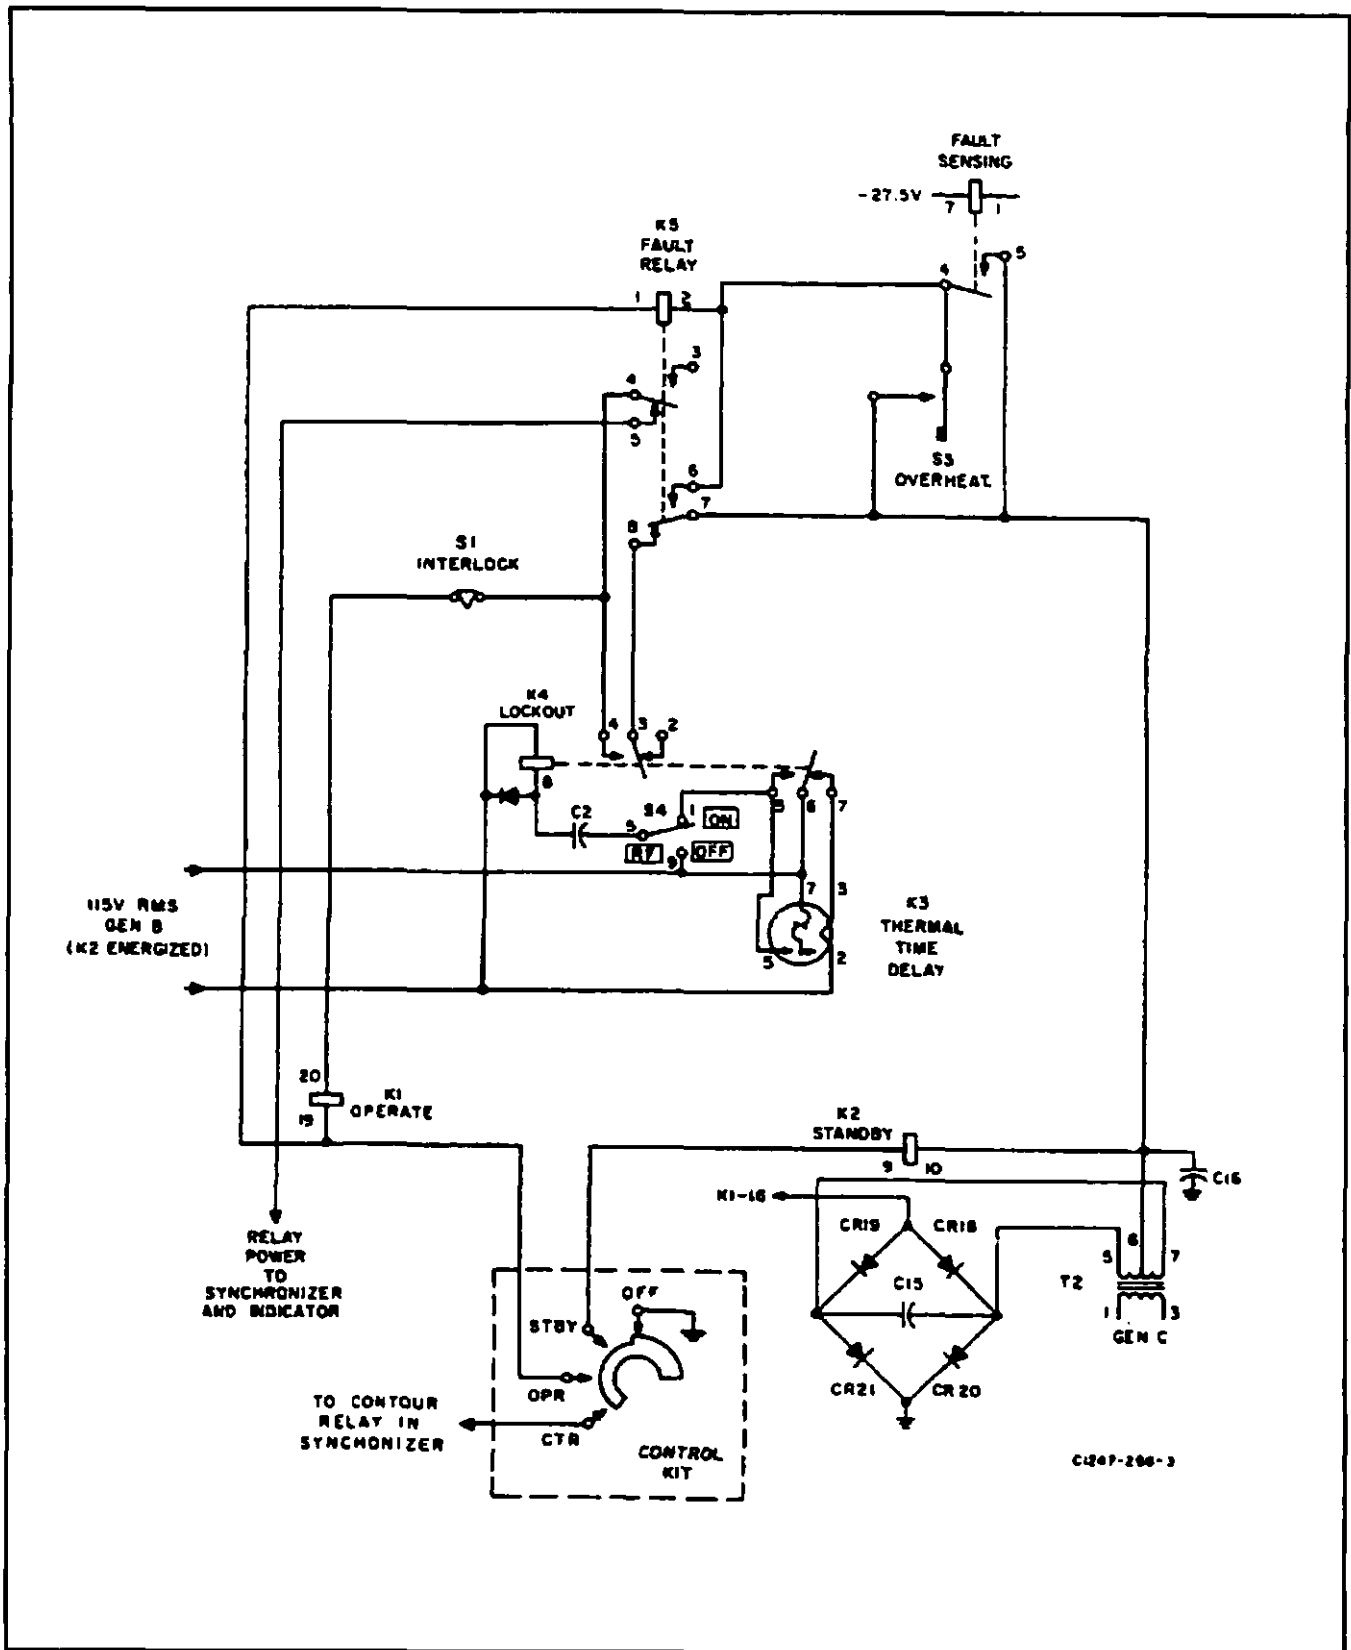 FAULT
SENSING
-27.5V
7
1
K5
FAULT
RELAY
1
2
5
4
3
4
5
S3
OVERHEAT
6
7
8
S1
INTERLOCK
K4
LOCKOUT
4
3
2
8
C2
S4
1
ON
5
6
7
5
RF
9
OFF
115V RMS
GEN B
(K2 ENERGIZED)
7
3
K3
THERMAL
TIME
DELAY
5
2
20
K1
OPERATE
19
K2
STANDBY
9
10
C16
K1-16
CR19
CR18
C15
5
6
7
T2
1
3
GEN C
CR21
CR20
RELAY
POWER
TO
SYNCHRONIZER
AND INDICATOR
OFF
STBY
OPR
CTR
TO CONTOUR
RELAY IN
SYNCHONIZER
CONTROL
KIT